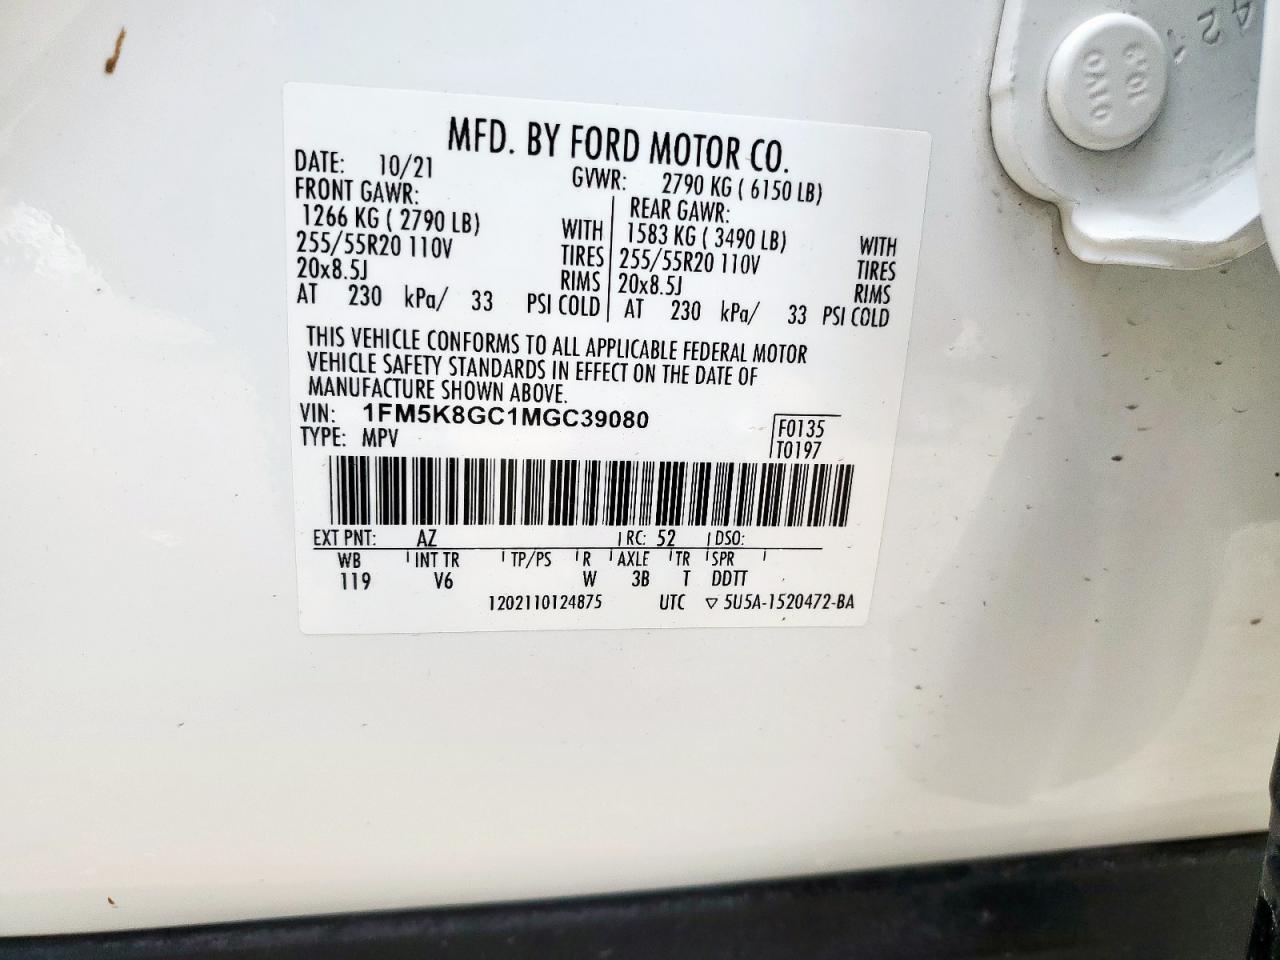 MFD. BY FORD MOTOR CO.
DATE: 10/21 GVWR: 2790 KG ( 6150 LB)
FRONT GAWR: REAR GAWR:
1266 KG ( 2790 LB) WITH 1583 KG ( 3490 LB) WITH
255/55R20 110V TIRES 255/55R20 110V TIRES
20x8.5J RIMS 20x8.5J RIMS
AT 230 kPa/ 33 PSI COLD AT 230 kPa/ 33 PSI COLD
THIS VEHICLE CONFORMS TO ALL APPLICABLE FEDERAL MOTOR
VEHICLE SAFETY STANDARDS IN EFFECT ON THE DATE OF
MANUFACTURE SHOWN ABOVE.
VIN: 1FM5K8GC1MGC39080
TYPE: MPV
F0135
T0197
EXT PNT: AZ RC: 52 DSO:
WB INT TR TP/PS R AXLE TR SPR
119 V6 W 3B T DDTT
1202110124875 UTC ▽ 5U5A-1520472-BA